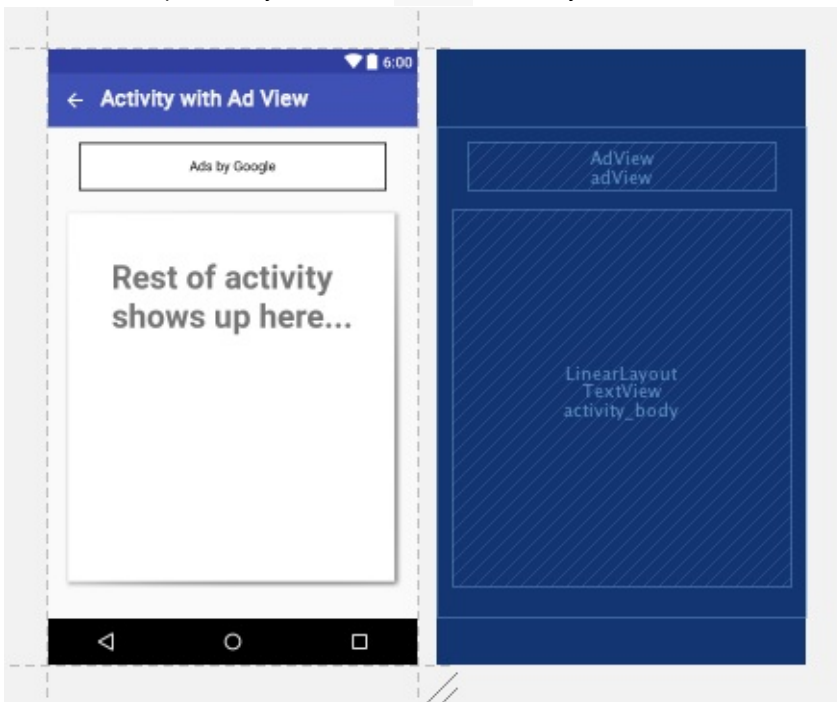 6:00
Activity with Ad View
Ads by Google
Rest of activity
shows up here...
AdView
adView
LinearLayout
TextView
activity_body